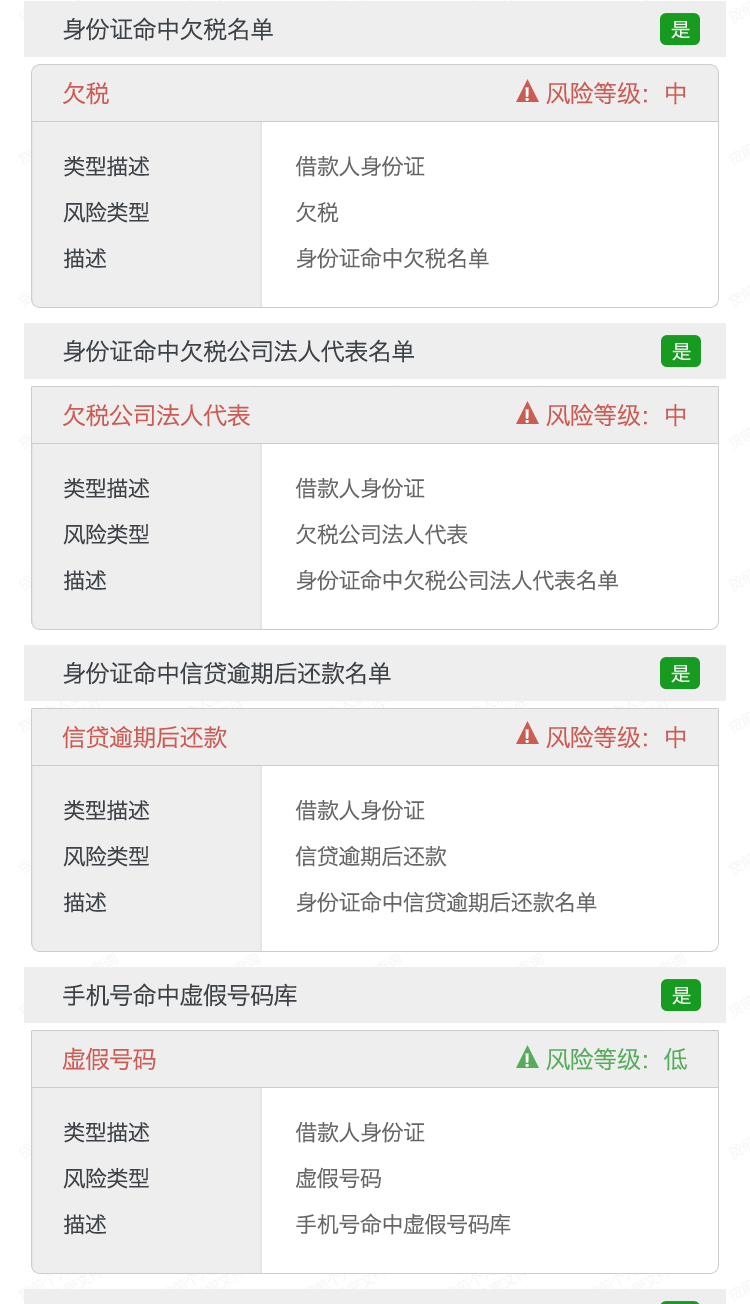 身份证命中欠税名单 是
欠税 风险等级：中
类型描述 借款人身份证
风险类型 欠税
描述 身份证命中欠税名单
身份证命中欠税公司法人代表名单 是
欠税公司法人代表 风险等级：中
类型描述 借款人身份证
风险类型 欠税公司法人代表
描述 身份证命中欠税公司法人代表名单
身份证命中信贷逾期后还款名单 是
信贷逾期后还款 风险等级：中
类型描述 借款人身份证
风险类型 信贷逾期后还款
描述 身份证命中信贷逾期后还款名单
手机号命中虚假号码库 是
虚假号码 风险等级：低
类型描述 借款人身份证
风险类型 虚假号码
描述 手机号命中虚假号码库